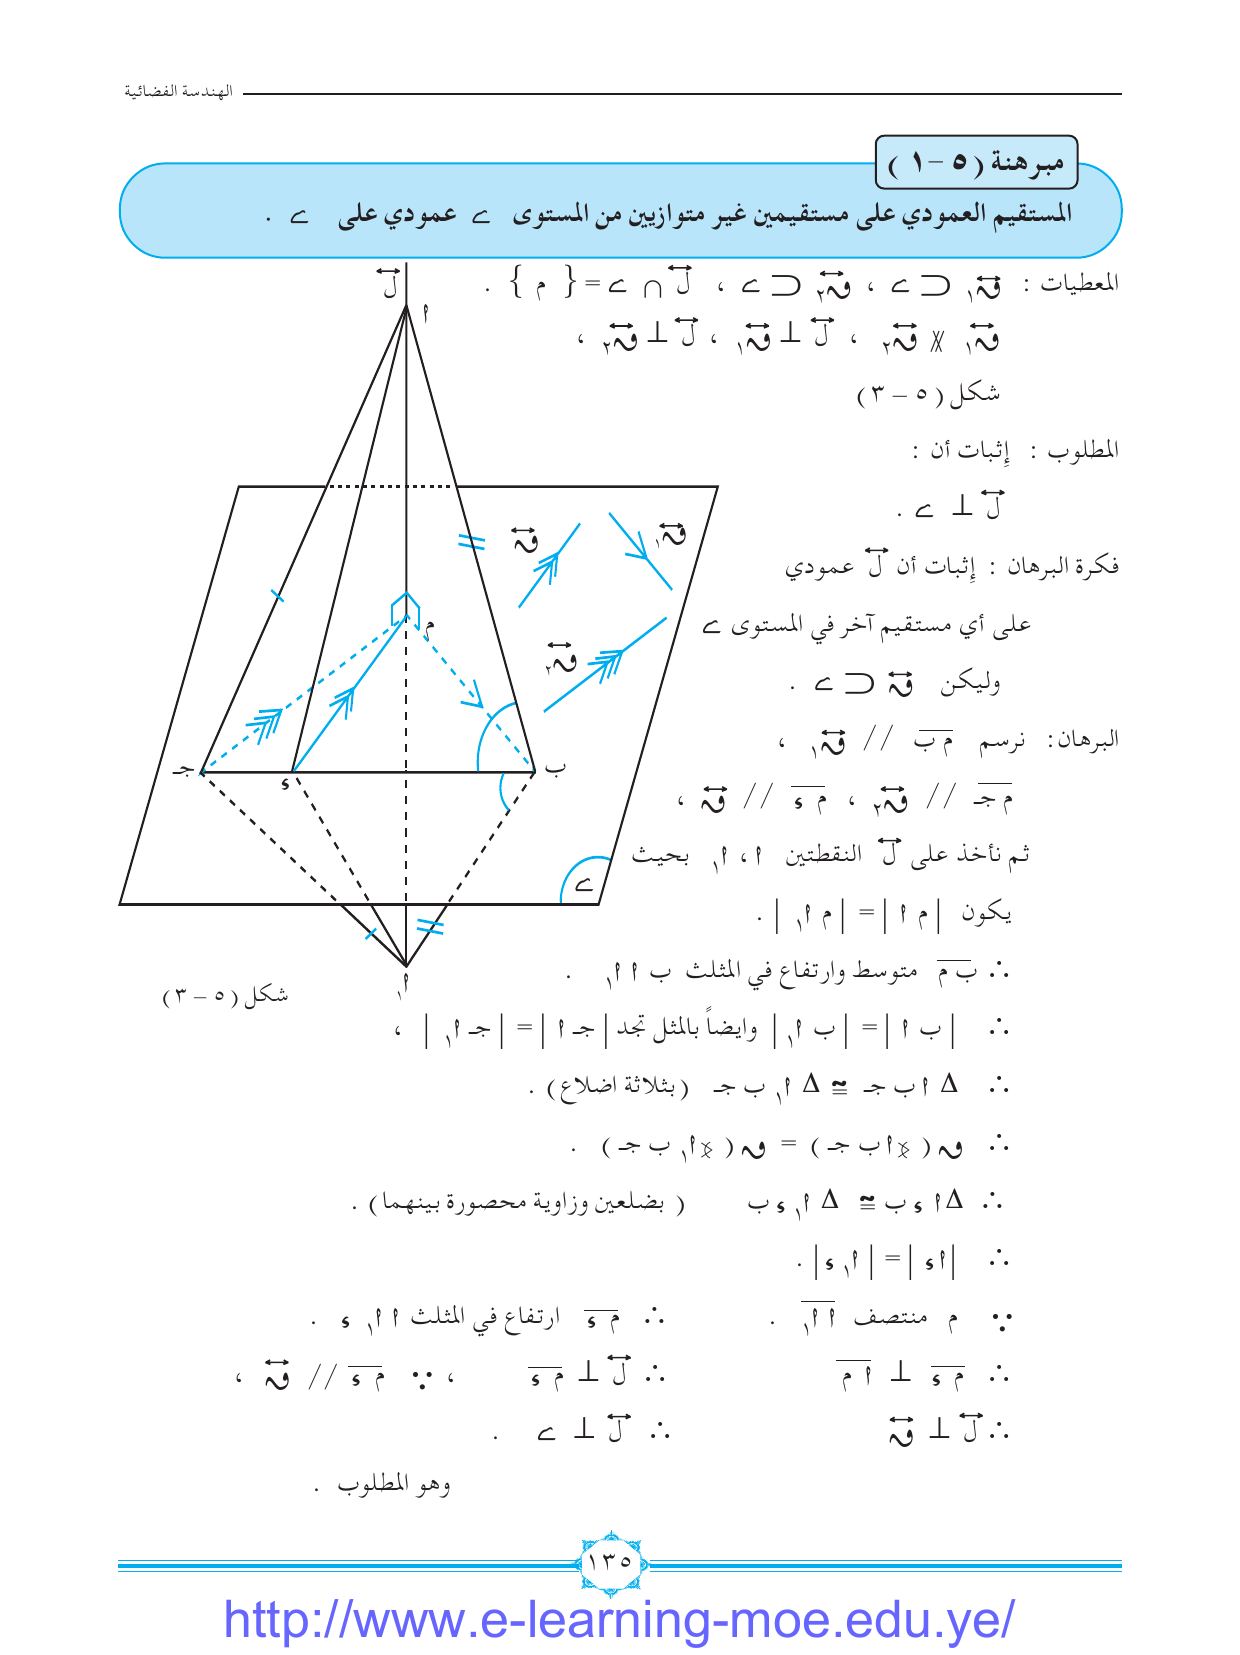 الهندسة الفضائية
مبرهنة ( ٥ – ١ )
المستقيم العمودي على مستقيمين غير متوازيين من المستوى ے عمودي على ے .
المعطيات : ق١ ⊂ ے ، ق٢ ⊂ ے ، ل ∩ ے = { م } .
ق١ ∦ ق٢ ، ل ⊥ ق١ ، ل ⊥ ق٢ ،
شكل ( ٥ – ٣ )
المطلوب : إثبات أن :
ل ⊥ ے .
فكرة البرهان : إثبات أن ل عمودي
على أي مستقيم آخر في المستوى ے
وليكن ق ⊂ ے .
البرهان: نرسم م ب // ق١ ،
م جـ // ق٢ ، م ء // ق ،
ثم نأخذ على ل النقطتين ا ، ا١ بحيث
يكون | م ا | = | م ا١ | .
∴ ب م متوسط وارتفاع في المثلث ب ا ا١ .
∴ | ب ا | = | ب ا١ | وايضاً بالمثل تجد | جـ ا | = | جـ ا١ | ،
∴ Δ ا ب جـ ≅ Δ ا١ ب جـ (بثلاثة اضلاع) .
∴ ق ( ∢ ا ب جـ ) = ق ( ∢ ا١ ب جـ ) .
∴ Δ ا ء ب ≅ Δ ا١ ء ب ( بضلعين وزاوية محصورة بينهما) .
∴ | ا ء | = | ا١ ء | .
∵ م منتصف ا ا١ . ∴ م ء ارتفاع في المثلث ا ا١ ء .
∴ م ء ⊥ ا م ∴ ل ⊥ م ء ، ∵ م ء // ق ،
∴ ل ⊥ ق ∴ ل ⊥ ے .
وهو المطلوب .
ل
ا
ق
ق١
ق٢
م
جـ
ء
ب
ے
ا١
شكل ( ٥ – ٣ )
١٣٥
http://www.e-learning-moe.edu.ye/